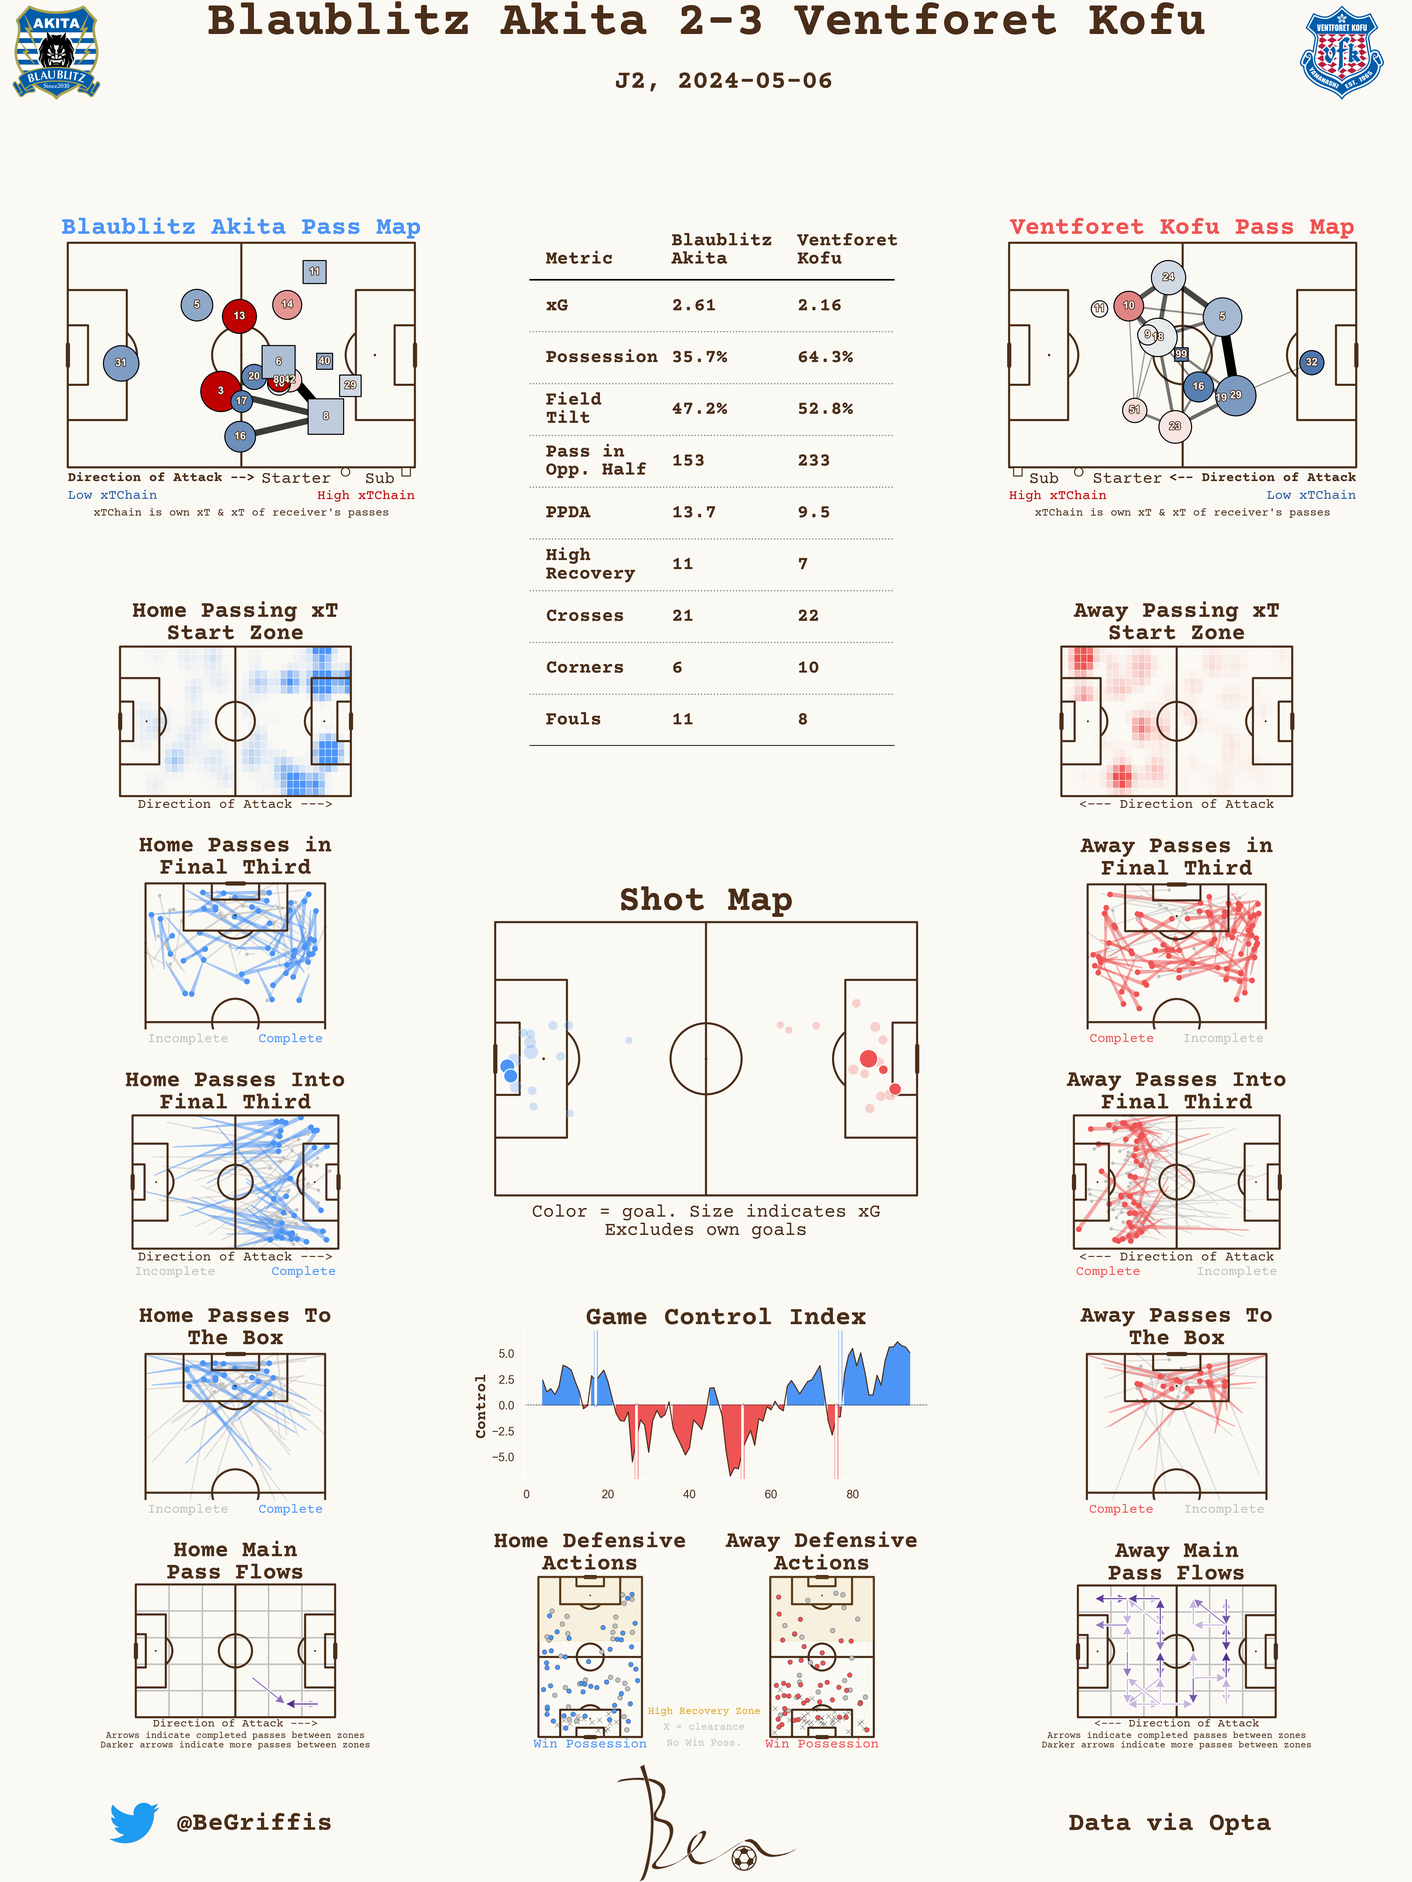 Blaublitz Akita 2-3 Ventforet Kofu
J2, 2024-05-06
AKITA
BLAUBLITZ
Since2010
VENTFORET KOFU
vfk
YAMANASHI EST. 1965
Blaublitz Akita Pass Map
11
5
14
13
31
6
40
20
8042
29
3
17
8
16
Direction of Attack --> Starter Sub
Low xTChain High xTChain
xTChain is own xT & xT of receiver's passes
Metric Blaublitz Akita Ventforet Kofu
xG 2.61 2.16
Possession 35.7% 64.3%
Field Tilt 47.2% 52.8%
Pass in Opp. Half 153 233
PPDA 13.7 9.5
High Recovery 11 7
Crosses 21 22
Corners 6 10
Fouls 11 8
Ventforet Kofu Pass Map
24
10
11
5
9
18
99
32
16
19
29
51
23
Sub Starter <-- Direction of Attack
High xTChain Low xTChain
xTChain is own xT & xT of receiver's passes
Home Passing xT
Start Zone
Direction of Attack --->
Away Passing xT
Start Zone
<--- Direction of Attack
Home Passes in
Final Third
Incomplete Complete
Away Passes in
Final Third
Complete Incomplete
Shot Map
Color = goal. Size indicates xG
Excludes own goals
Home Passes Into
Final Third
Direction of Attack --->
Incomplete Complete
Away Passes Into
Final Third
<--- Direction of Attack
Complete Incomplete
Home Passes To
The Box
Incomplete Complete
Game Control Index
Control
5.0
2.5
0.0
−2.5
−5.0
0 20 40 60 80
Away Passes To
The Box
Complete Incomplete
Home Main
Pass Flows
Direction of Attack --->
Arrows indicate completed passes between zones
Darker arrows indicate more passes between zones
Home Defensive
Actions
Win Possession
Away Defensive
Actions
Win Possession
High Recovery Zone
X = clearance
No Win Poss.
Away Main
Pass Flows
<--- Direction of Attack
Arrows indicate completed passes between zones
Darker arrows indicate more passes between zones
@BeGriffis
Ben
Data via Opta